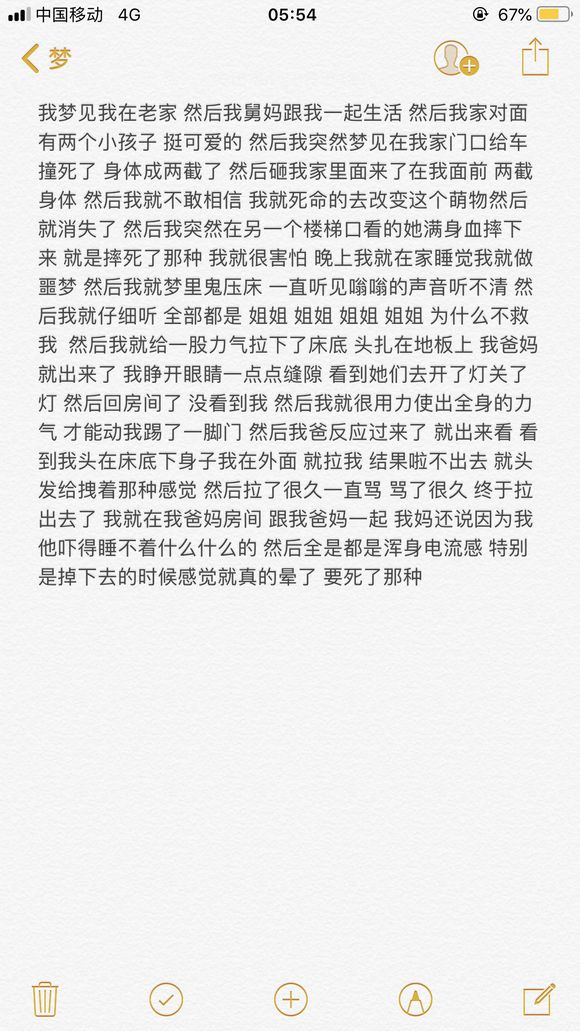 中国移动 4G 05:54 67%
梦
我梦见我在老家 然后我舅妈跟我一起生活 然后我家对面
有两个小孩子 挺可爱的 然后我突然梦见在我家门口给车
撞死了 身体成两截了 然后砸我家里面来了在我面前 两截
身体 然后我就不敢相信 我就死命的去改变这个萌物然后
就消失了 然后我突然在另一个楼梯口看的她满身血摔下
来 就是摔死了那种 我就很害怕 晚上我就在家睡觉我就做
噩梦 然后我就梦里鬼压床 一直听见嗡嗡的声音听不清 然
后我就仔细听 全部都是 姐姐 姐姐 姐姐 姐姐 为什么不救
我 然后我就给一股力气拉下了床底 头扎在地板上 我爸妈
就出来了 我睁开眼睛一点点缝隙 看到她们去开了灯关了
灯 然后回房间了 没看到我 然后我就很用力使出全身的力
气 才能动我踢了一脚门 然后我爸反应过来了 就出来看 看
到我头在床底下身子我在外面 就拉我 结果啦不出去 就头
发给拽着那种感觉 然后拉了很久一直骂 骂了很久 终于拉
出去了 我就在我爸妈房间 跟我爸妈一起 我妈还说因为我
他吓得睡不着什么什么的 然后全是都是浑身电流感 特别
是掉下去的时候感觉就真的晕了 要死了那种